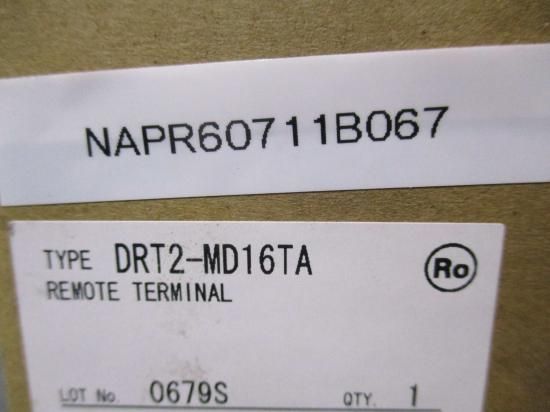 NAPR60711B067
TYPE DRT2-MD16TA
Ro
REMOTE TERMINAL
LOT No. 0679S QTY. 1